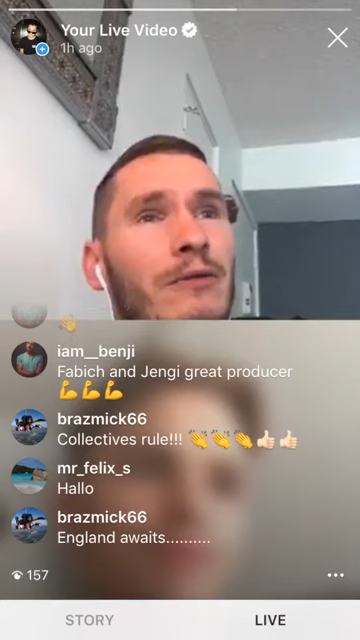 Your Live Video
1h ago
👏
iam__benji
Fabich and Jengi great producer
💪💪💪
brazmick66
Collectives rule!!! 👏👏👏👍🏻👍🏻
mr_felix_s
Hallo
brazmick66
England awaits..........
157
STORY
LIVE